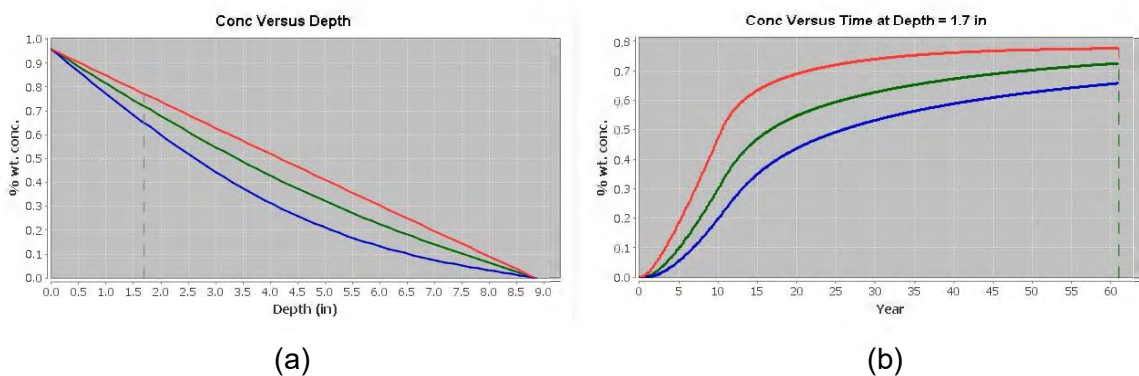 Conc Versus Depth
1.0
0.9
0.8
0.7
0.6
0.5
0.4
0.3
0.2
0.1
0.0
% wt. conc.
0.0 0.5 1.0 1.5 2.0 2.5 3.0 3.5 4.0 4.5 5.0 5.5 6.0 6.5 7.0 7.5 8.0 8.5 9.0
Depth (in)
(a)
Conc Versus Time at Depth = 1.7 in
0.8
0.7
0.6
0.5
0.4
0.3
0.2
0.1
0.0
% wt. conc.
0 5 10 15 20 25 30 35 40 45 50 55 60
Year
(b)